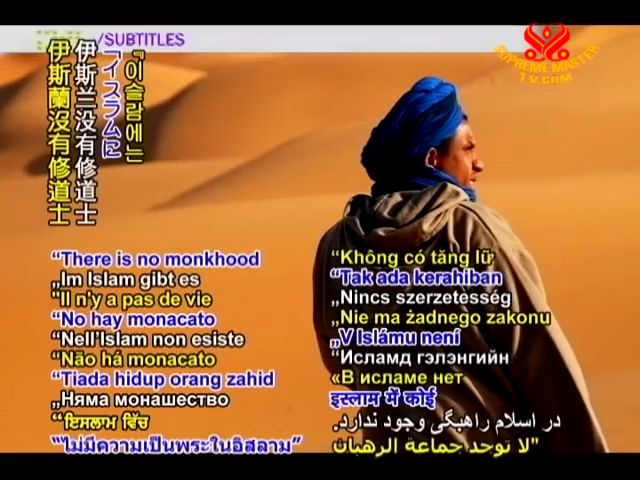 /SUBTITLES
SUPREME MASTER
TV.COM
『이슬람에는
「イスラムに
伊斯兰没有修道士
伊斯蘭沒有修道士
“There is no monkhood
„Im Islam gibt es
"Il n'y a pas de vie
“No hay monacato
“Nell’Islam non esiste
“Não há monacato
“Tiada hidup orang zahid
„Няма монашество
“ਇਸਲਾਮ ਵਿੱਚ
“ไม่มีความเป็นพระในอิสลาม”
“Không có tăng lữ
“Tak ada kerahiban
„Nincs szerzetesség
„Nie ma żadnego zakonu
„V Islámu není
“Исламд гэлэнгийн
«В исламе нет
इस्लाम में कोई
در اسلام راهبگی وجود ندارد.
"لا توجد جماعة الرهبان